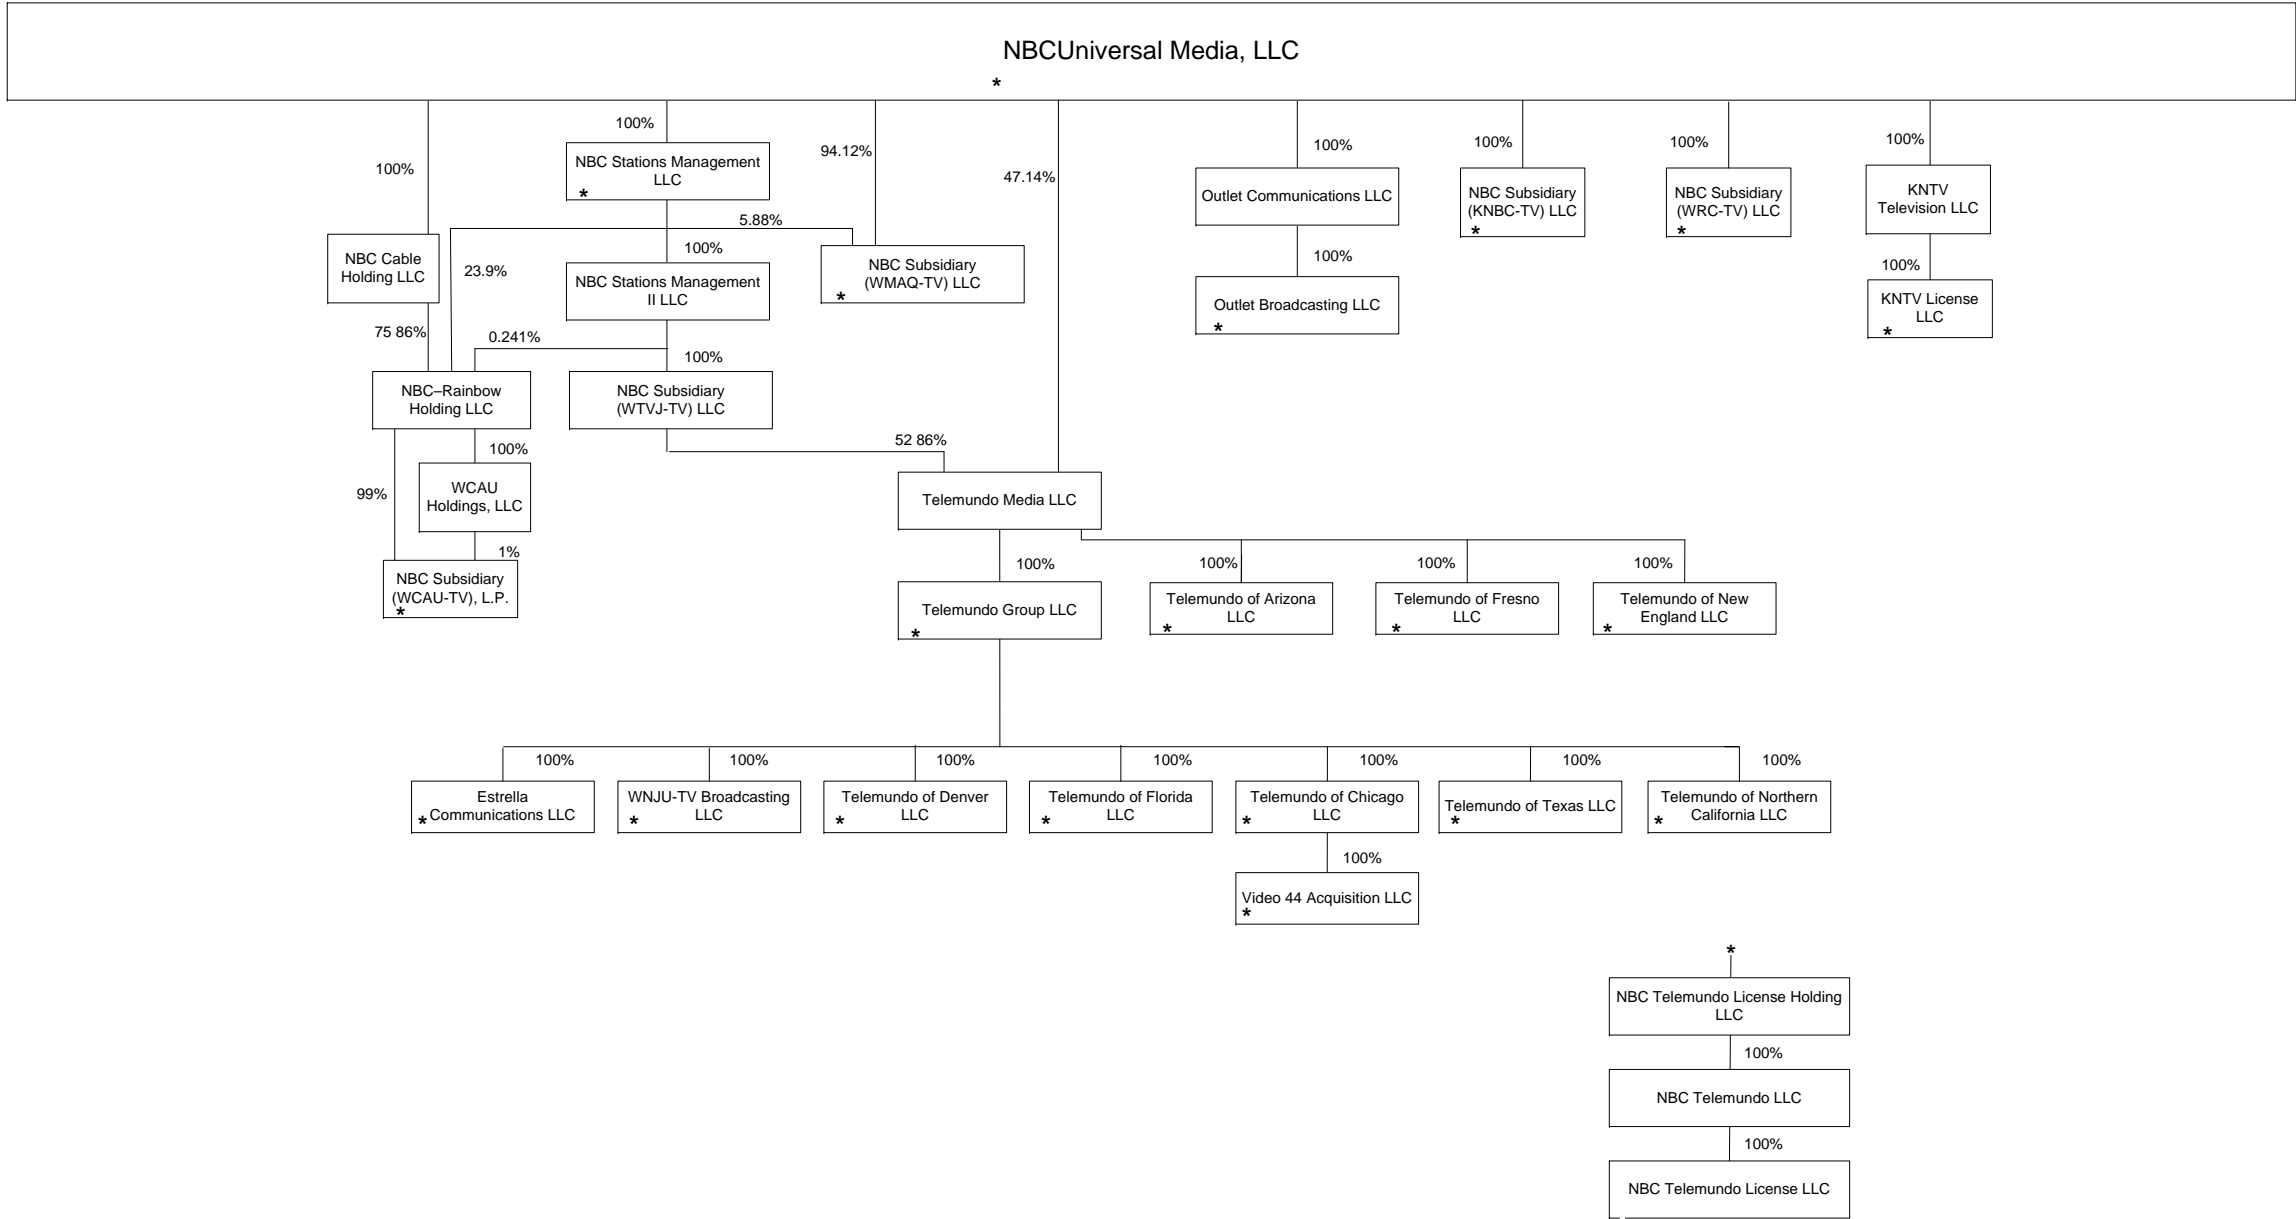 NBCUniversal Media, LLC
*
100%
100%
94.12%
47.14%
100%
100%
100%
100%
NBC Stations Management
LLC
*
Outlet Communications LLC
NBC Subsidiary
(KNBC-TV) LLC
*
NBC Subsidiary
(WRC-TV) LLC
*
KNTV
Television LLC
5.88%
NBC Cable
Holding LLC
23.9%
100%
NBC Stations Management
II LLC
NBC Subsidiary
(WMAQ-TV) LLC
*
100%
Outlet Broadcasting LLC
*
100%
KNTV License
LLC
*
75 86%
0.241%
100%
NBC–Rainbow
Holding LLC
NBC Subsidiary
(WTVJ-TV) LLC
52 86%
100%
99%
WCAU
Holdings, LLC
1%
NBC Subsidiary
(WCAU-TV), L.P.
*
Telemundo Media LLC
100%
100%
100%
100%
Telemundo Group LLC
*
Telemundo of Arizona
LLC
*
Telemundo of Fresno
LLC
*
Telemundo of New
England LLC
*
100%
100%
100%
100%
100%
100%
100%
Estrella
Communications LLC
*
WNJU-TV Broadcasting
LLC
*
Telemundo of Denver
LLC
*
Telemundo of Florida
LLC
*
Telemundo of Chicago
LLC
*
Telemundo of Texas LLC
*
Telemundo of Northern
California LLC
*
100%
Video 44 Acquisition LLC
*
*
NBC Telemundo License Holding
LLC
100%
NBC Telemundo LLC
100%
NBC Telemundo License LLC